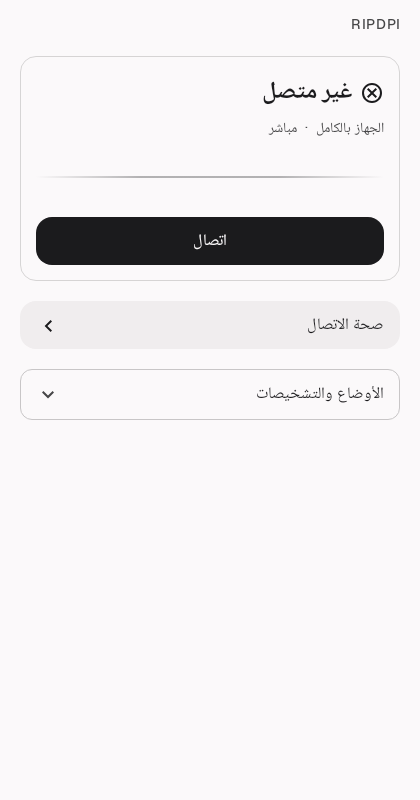 RIPDPI
غير متصل
الجهاز بالكامل · مباشر
اتصال
صحة الاتصال
الأوضاع والتشخيصات